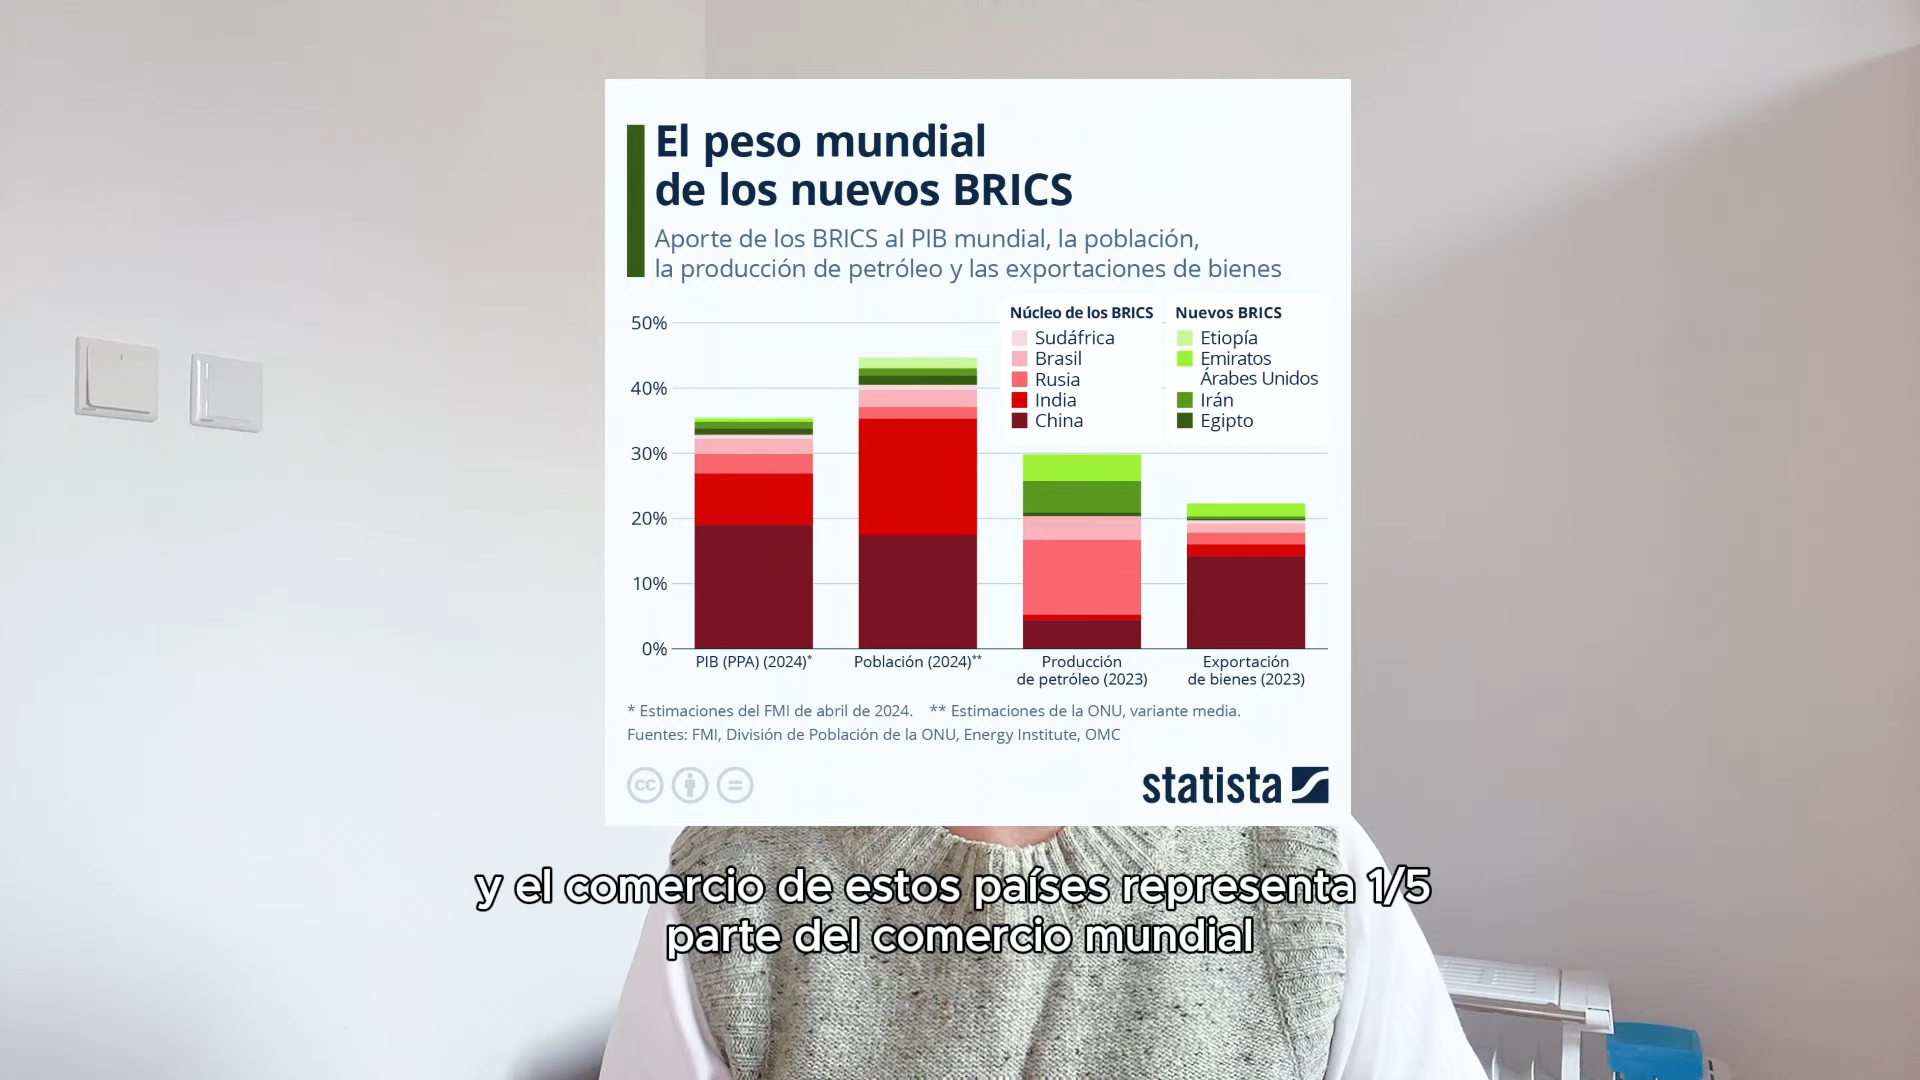 El peso mundial
de los nuevos BRICS
Aporte de los BRICS al PIB mundial, la población,
la producción de petróleo y las exportaciones de bienes
Núcleo de los BRICS
Sudáfrica
Brasil
Rusia
India
China
Nuevos BRICS
Etiopía
Emiratos
Árabes Unidos
Irán
Egipto
50%
40%
30%
20%
10%
0%
PIB (PPA) (2024)*
Población (2024)**
Producción
de petróleo (2023)
Exportación
de bienes (2023)
* Estimaciones del FMI de abril de 2024. ** Estimaciones de la ONU, variante media.
Fuentes: FMI, División de Población de la ONU, Energy Institute, OMC
cc
statista
y el comercio de estos países representa 1/5
parte del comercio mundial